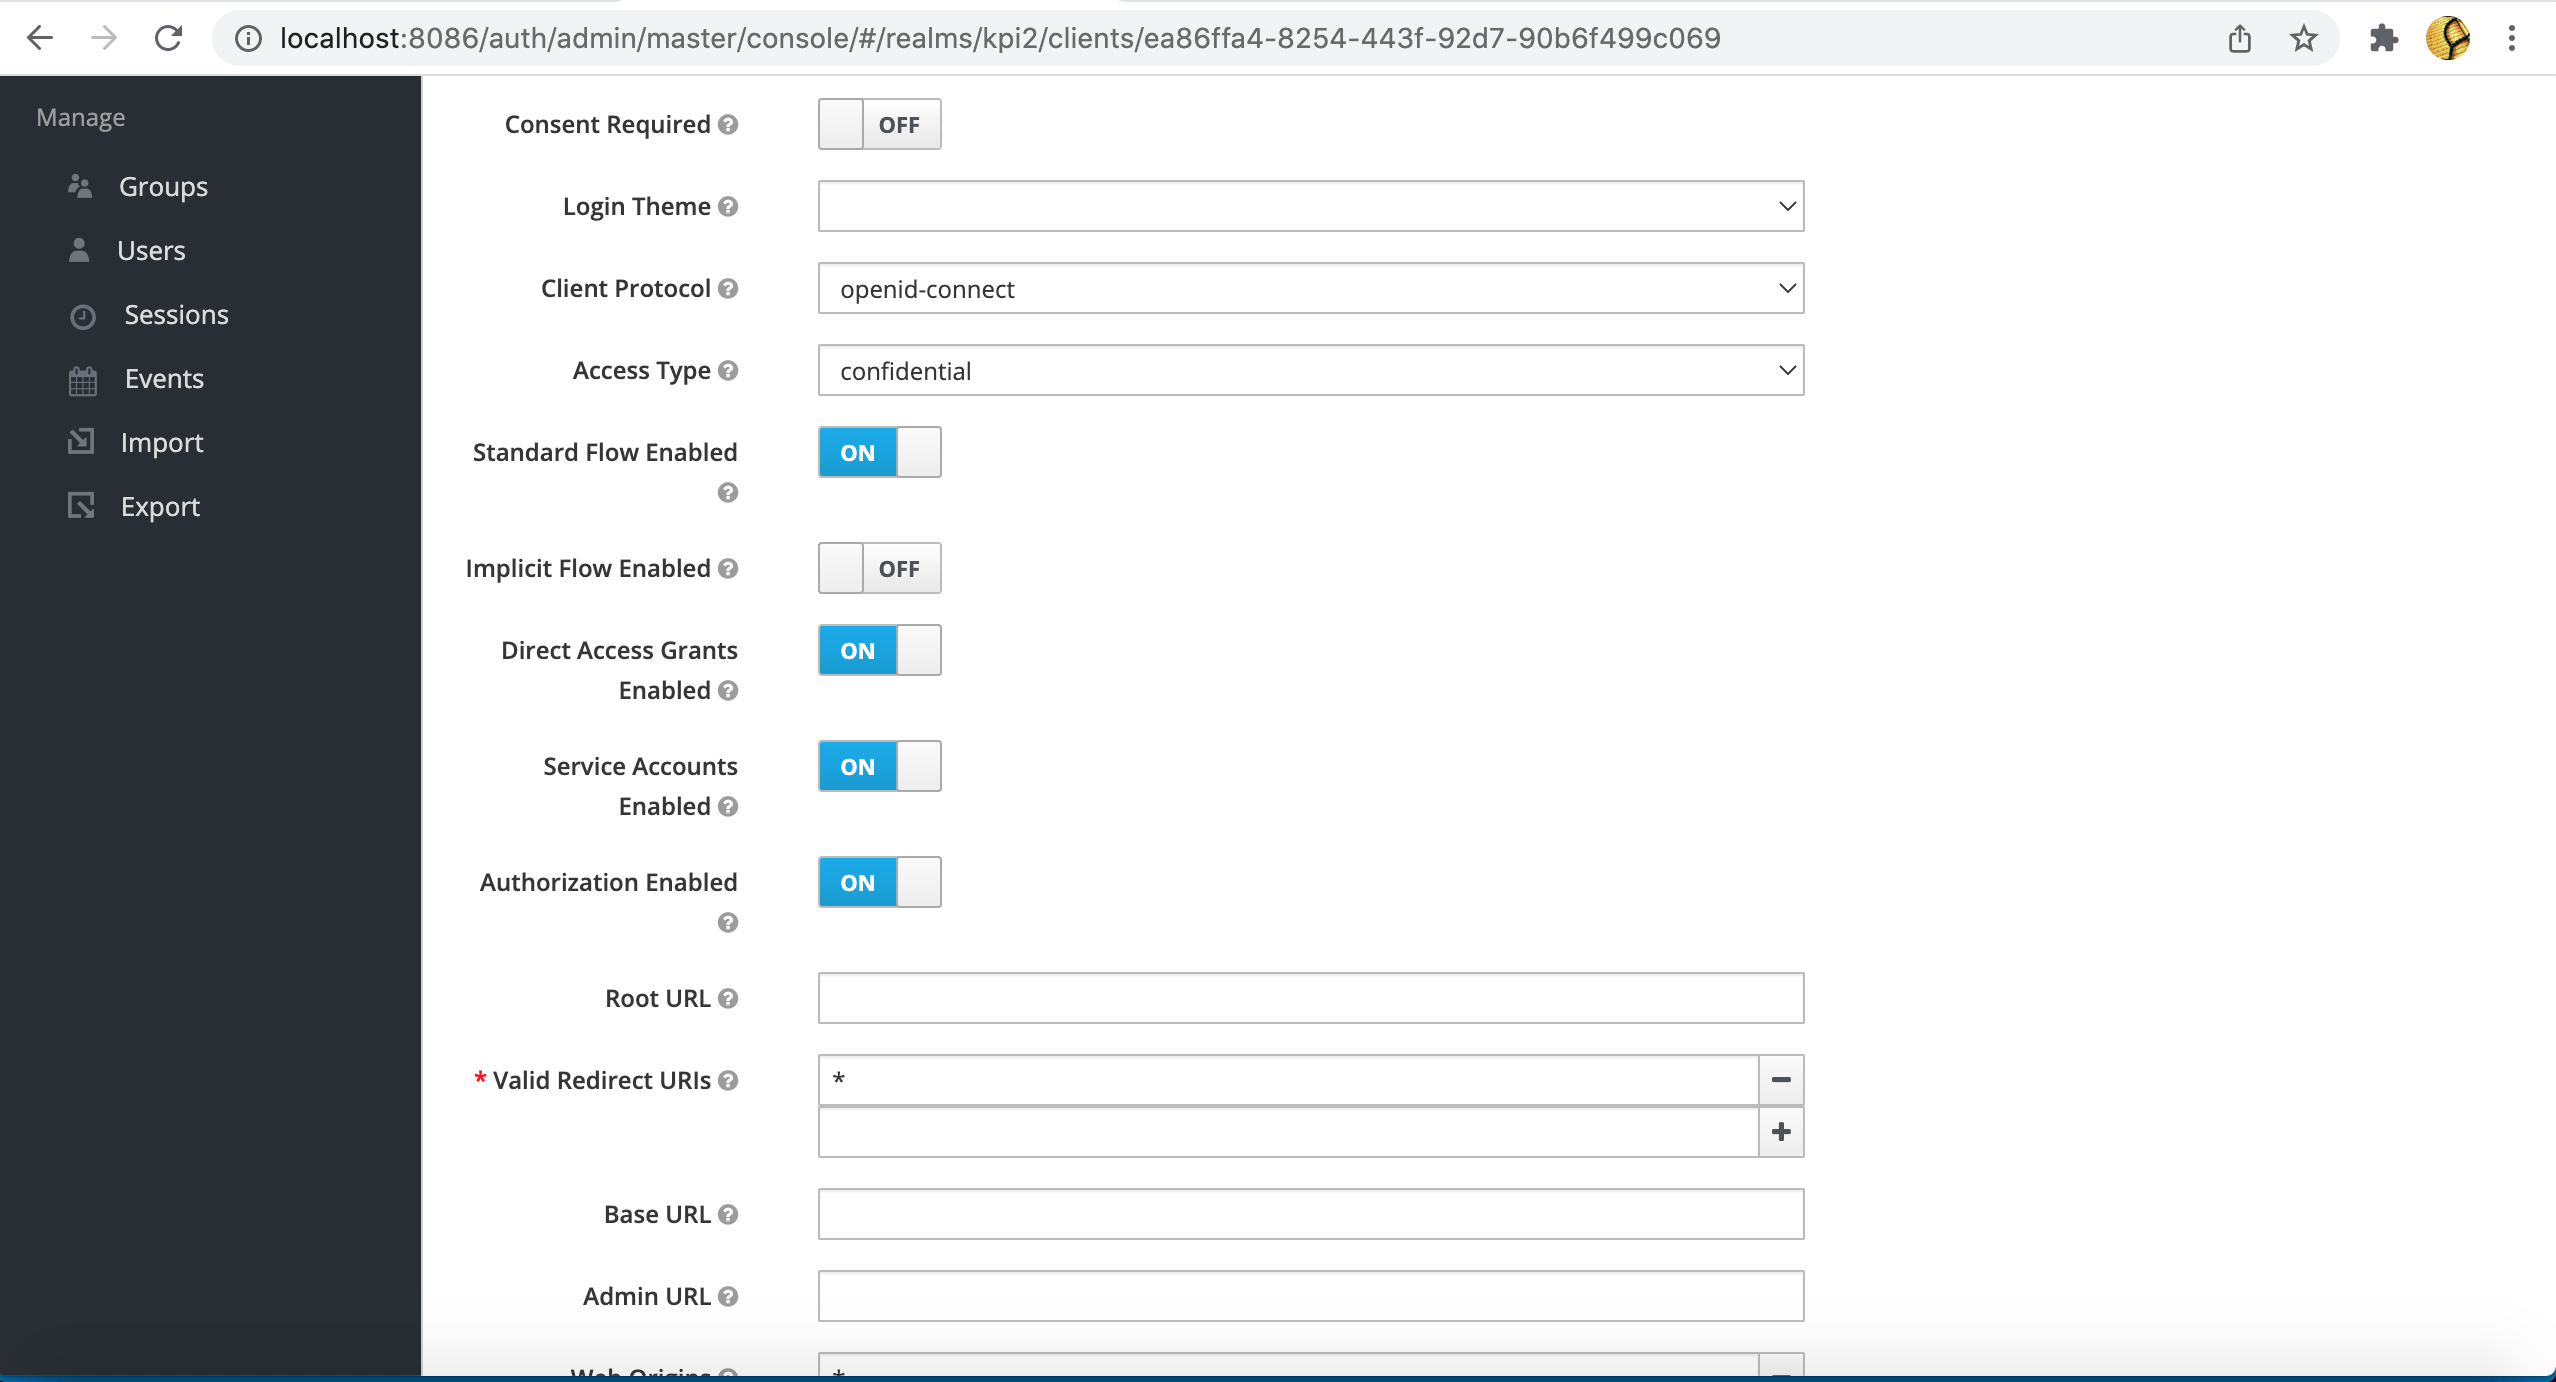 localhost:8086/auth/admin/master/console/#/realms/kpi2/clients/ea86ffa4-8254-443f-92d7-90b6f499c069
Manage
Groups
Users
Sessions
Events
Import
Export
Consent Required
OFF
Login Theme
Client Protocol
openid-connect
Access Type
confidential
Standard Flow Enabled
ON
Implicit Flow Enabled
OFF
Direct Access Grants
Enabled
ON
Service Accounts
Enabled
ON
Authorization Enabled
ON
Root URL
* Valid Redirect URIs
*
Base URL
Admin URL
Web Origins
*